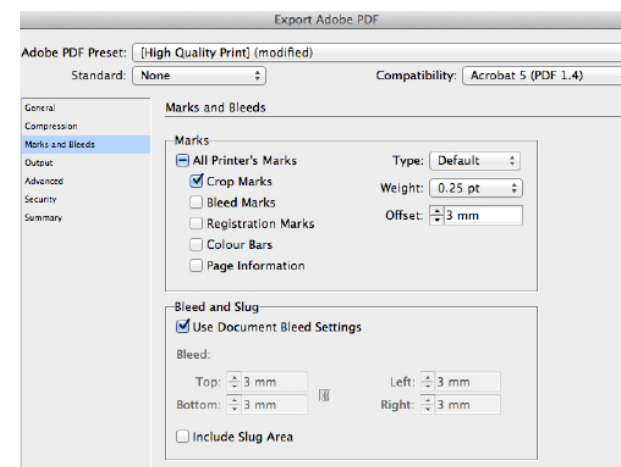 Export Adobe PDF
Adobe PDF Preset: [High Quality Print] (modified)
Standard: None Compatibility: Acrobat 5 (PDF 1.4)
General
Compression
Marks and Bleeds
Output
Advanced
Security
Summary
Marks and Bleeds
Marks
All Printer's Marks Type: Default
Crop Marks Weight: 0.25 pt
Bleed Marks Offset: 3 mm
Registration Marks
Colour Bars
Page Information
Bleed and Slug
Use Document Bleed Settings
Bleed:
Top: 3 mm Left: 3 mm
Bottom: 3 mm Right: 3 mm
Include Slug Area